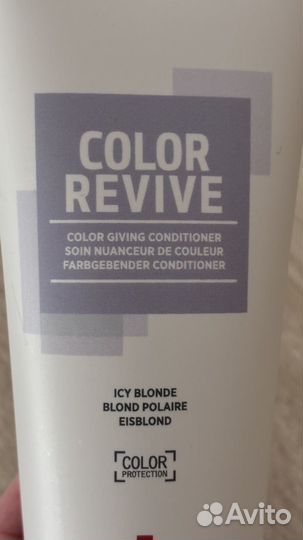 COLOR
REVIVE
COLOR GIVING CONDITIONER
SOIN NUANCEUR DE COULEUR
FARBGEBENDER CONDITIONER
ICY BLONDE
BLOND POLAIRE
EISBLOND
COLOR
PROTECTION
Avito